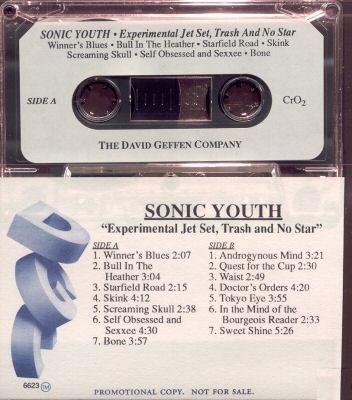 SONIC YOUTH • Experimental Jet Set, Trash And No Star
Winner's Blues • Bull In The Heather • Starfield Road • Skink
Screaming Skull • Self Obsessed and Sexxee • Bone
SIDE A
CrO2
THE DAVID GEFFEN COMPANY
SONIC YOUTH
"Experimental Jet Set, Trash and No Star"
SIDE A
1. Winner's Blues 2:07
2. Bull In The
Heather 3:04
3. Starfield Road 2:15
4. Skink 4:12
5. Screaming Skull 2:38
6. Self Obsessed and
Sexxee 4:30
7. Bone 3:57
SIDE B
1. Androgynous Mind 3:21
2. Quest for the Cup 2:30
3. Waist 2:49
4. Doctor's Orders 4:20
5. Tokyo Eye 3:55
6. In the Mind of the
Bourgeois Reader 2:33
7. Sweet Shine 5:26
DGC
6623 TM
PROMOTIONAL COPY. NOT FOR SALE.